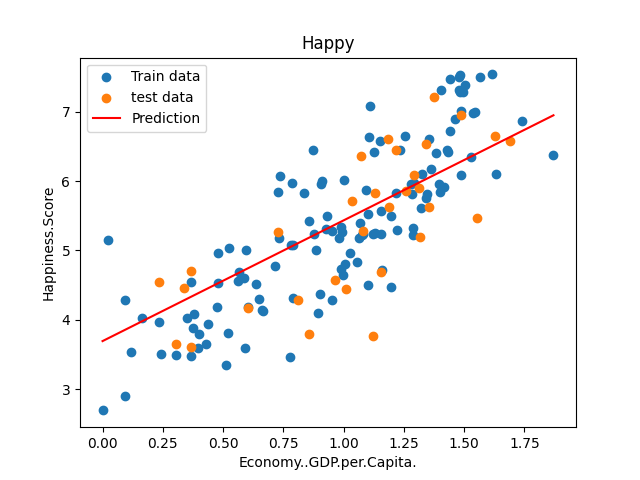 Happy
Train data
test data
Prediction
Happiness.Score
7
6
5
4
3
0.00 0.25 0.50 0.75 1.00 1.25 1.50 1.75
Economy..GDP.per.Capita.